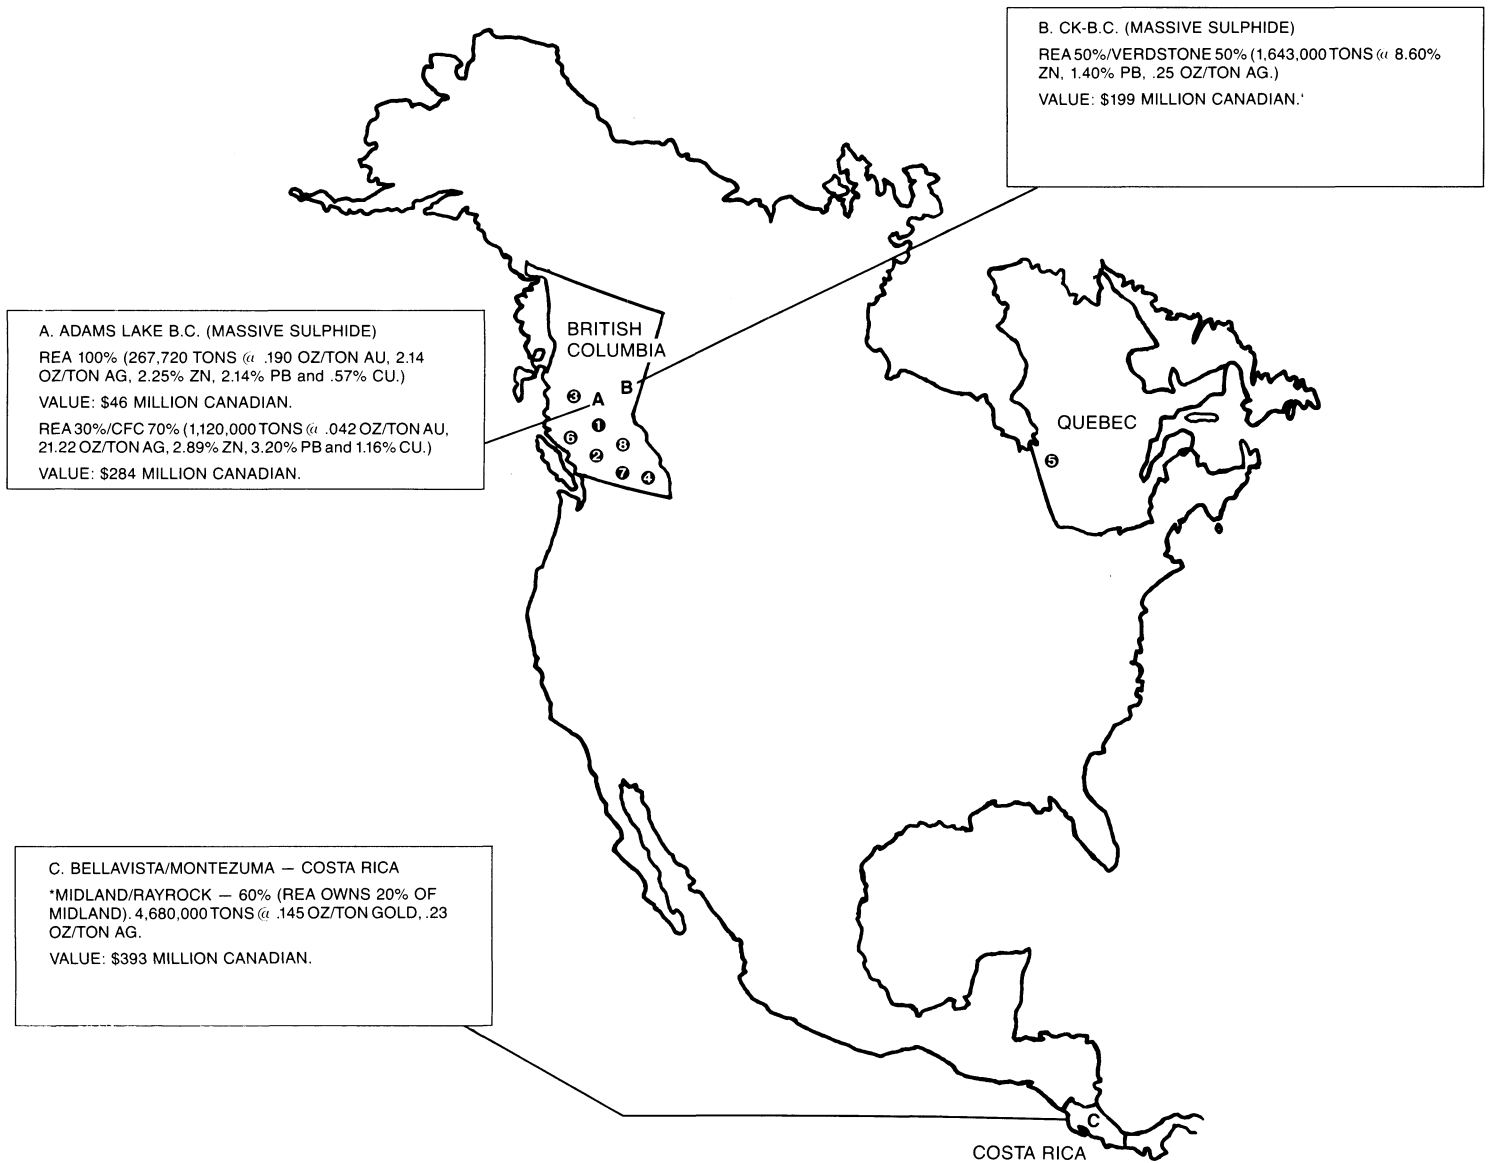 B. CK-B.C. (MASSIVE SULPHIDE)
REA 50%/VERDSTONE 50% (1,643,000 TONS @ 8.60%
ZN, 1.40% PB, .25 OZ/TON AG.)
VALUE: $199 MILLION CANADIAN.'
A. ADAMS LAKE B.C. (MASSIVE SULPHIDE)
REA 100% (267,720 TONS @ .190 OZ/TON AU, 2.14
OZ/TON AG, 2.25% ZN, 2.14% PB and .57% CU.)
VALUE: $46 MILLION CANADIAN.
REA 30%/CFC 70% (1,120,000 TONS @ .042 OZ/TON AU,
21.22 OZ/TON AG, 2.89% ZN, 3.20% PB and 1.16% CU.)
VALUE: $284 MILLION CANADIAN.
BRITISH
COLUMBIA
B
3
A
1
6
8
2
7
4
QUEBEC
5
C. BELLAVISTA/MONTEZUMA — COSTA RICA
*MIDLAND/RAYROCK — 60% (REA OWNS 20% OF
MIDLAND). 4,680,000 TONS @ .145 OZ/TON GOLD, .23
OZ/TON AG.
VALUE: $393 MILLION CANADIAN.
C
COSTA RICA